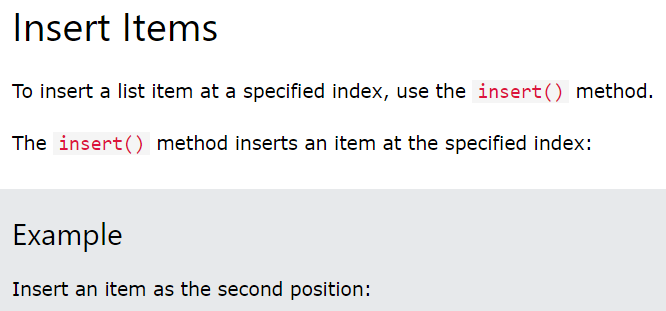 Insert Items
To insert a list item at a specified index, use the insert() method.
The insert() method inserts an item at the specified index:
Example
Insert an item as the second position: